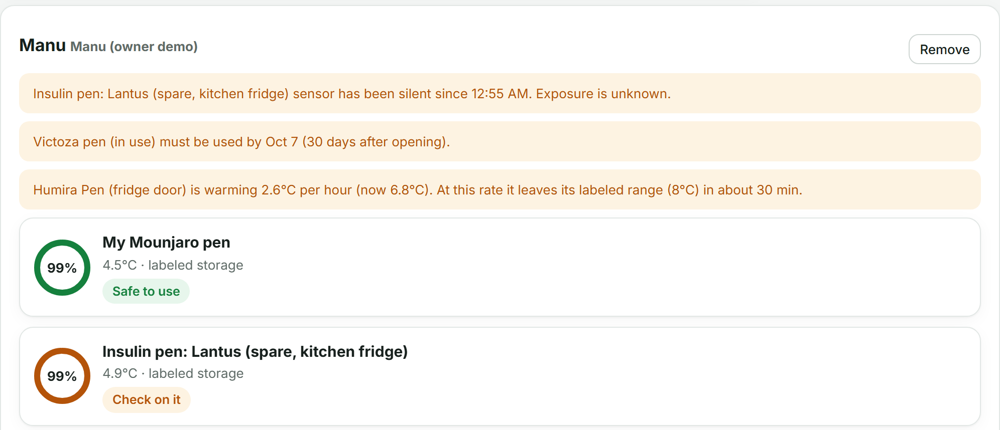 Manu Manu (owner demo)
Remove
Insulin pen: Lantus (spare, kitchen fridge) sensor has been silent since 12:55 AM. Exposure is unknown.
Victoza pen (in use) must be used by Oct 7 (30 days after opening).
Humira Pen (fridge door) is warming 2.6°C per hour (now 6.8°C). At this rate it leaves its labeled range (8°C) in about 30 min.
99%
My Mounjaro pen
4.5°C · labeled storage
Safe to use
99%
Insulin pen: Lantus (spare, kitchen fridge)
4.9°C · labeled storage
Check on it